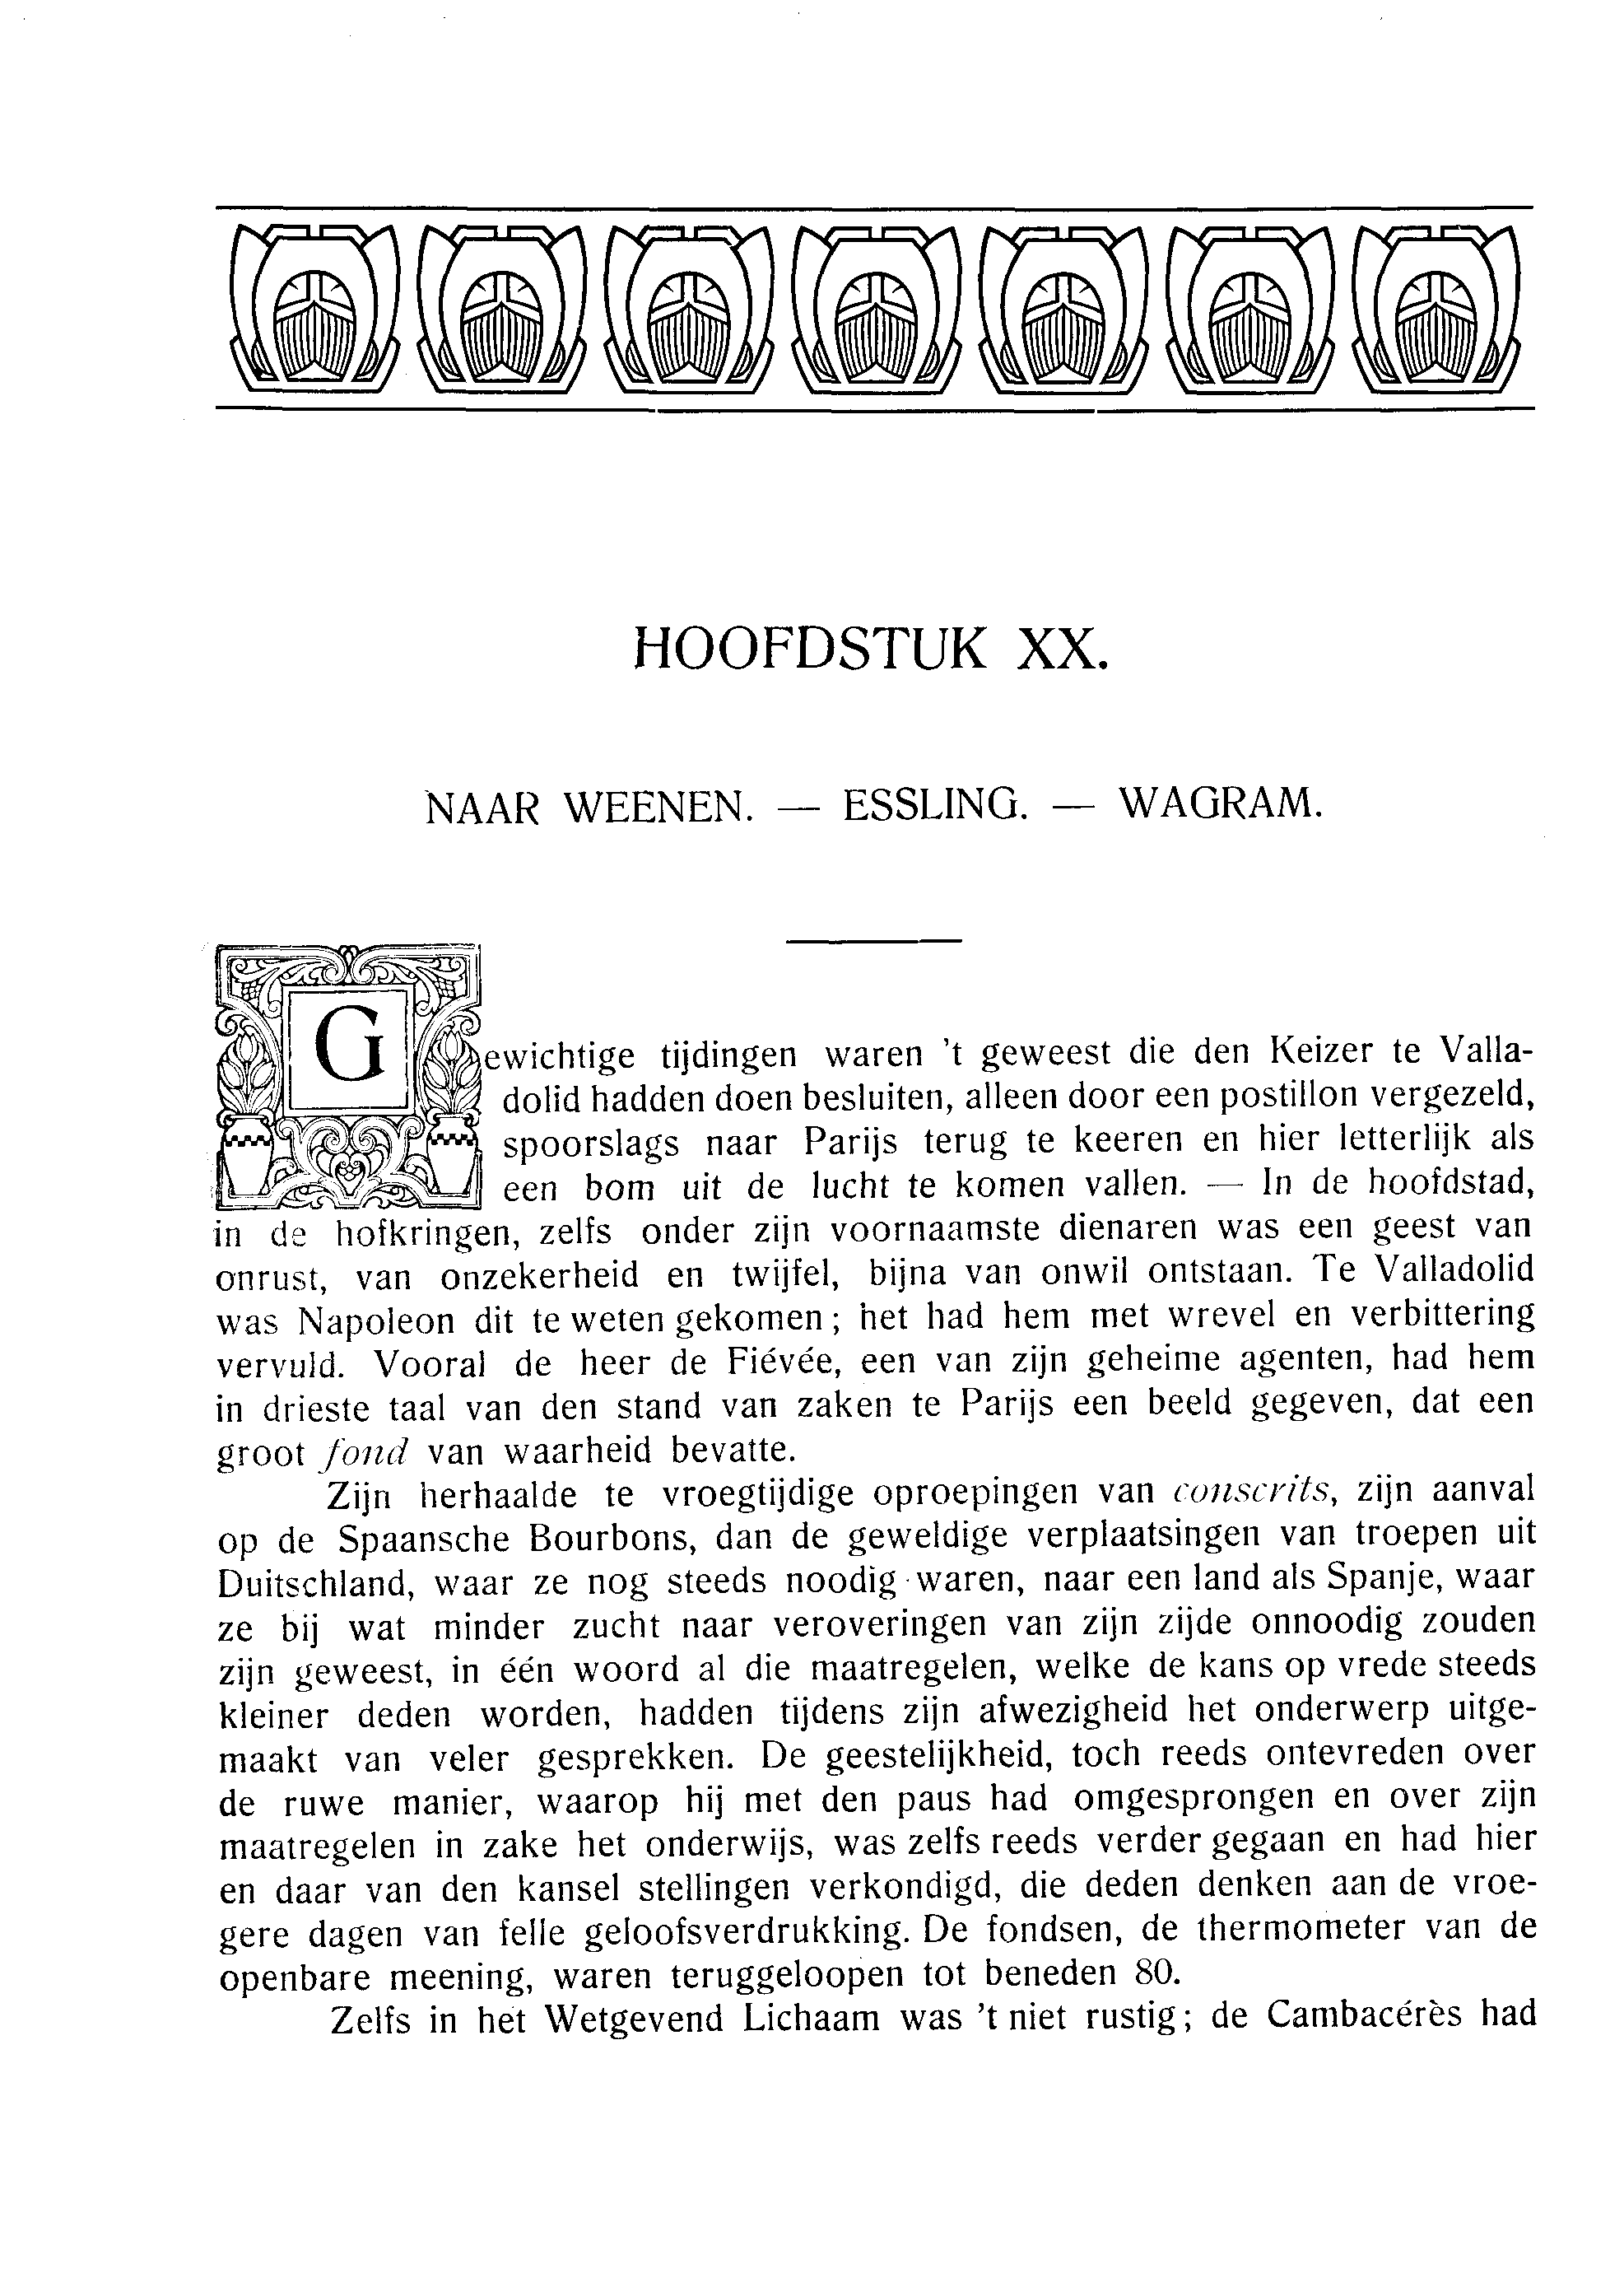 HOOFDSTUK XX.
NAAR WEENEN. — ESSLING. — WAGRAM.
Gewichtige tijdingen waren 't geweest die den Keizer te Valla-
dolid hadden doen besluiten, alleen door een postillon vergezeld,
spoorslags naar Parijs terug te keeren en hier letterlijk als
een bom uit de lucht te komen vallen. — In de hoofdstad,
in de hofkringen, zelfs onder zijn voornaamste dienaren was een geest van
onrust, van onzekerheid en twijfel, bijna van onwil ontstaan. Te Valladolid
was Napoleon dit te weten gekomen; het had hem met wrevel en verbittering
vervuld. Vooral de heer de Fiévée, een van zijn geheime agenten, had hem
in drieste taal van den stand van zaken te Parijs een beeld gegeven, dat een
groot fond van waarheid bevatte.
Zijn herhaalde te vroegtijdige oproepingen van conscrits, zijn aanval
op de Spaansche Bourbons, dan de geweldige verplaatsingen van troepen uit
Duitschland, waar ze nog steeds noodig waren, naar een land als Spanje, waar
ze bij wat minder zucht naar veroveringen van zijn zijde onnoodig zouden
zijn geweest, in één woord al die maatregelen, welke de kans op vrede steeds
kleiner deden worden, hadden tijdens zijn afwezigheid het onderwerp uitge-
maakt van veler gesprekken. De geestelijkheid, toch reeds ontevreden over
de ruwe manier, waarop hij met den paus had omgesprongen en over zijn
maatregelen in zake het onderwijs, was zelfs reeds verder gegaan en had hier
en daar van den kansel stellingen verkondigd, die deden denken aan de vroe-
gere dagen van felle geloofsverdrukking. De fondsen, de thermometer van de
openbare meening, waren teruggeloopen tot beneden 80.
Zelfs in het Wetgevend Lichaam was 't niet rustig; de Cambacérès had